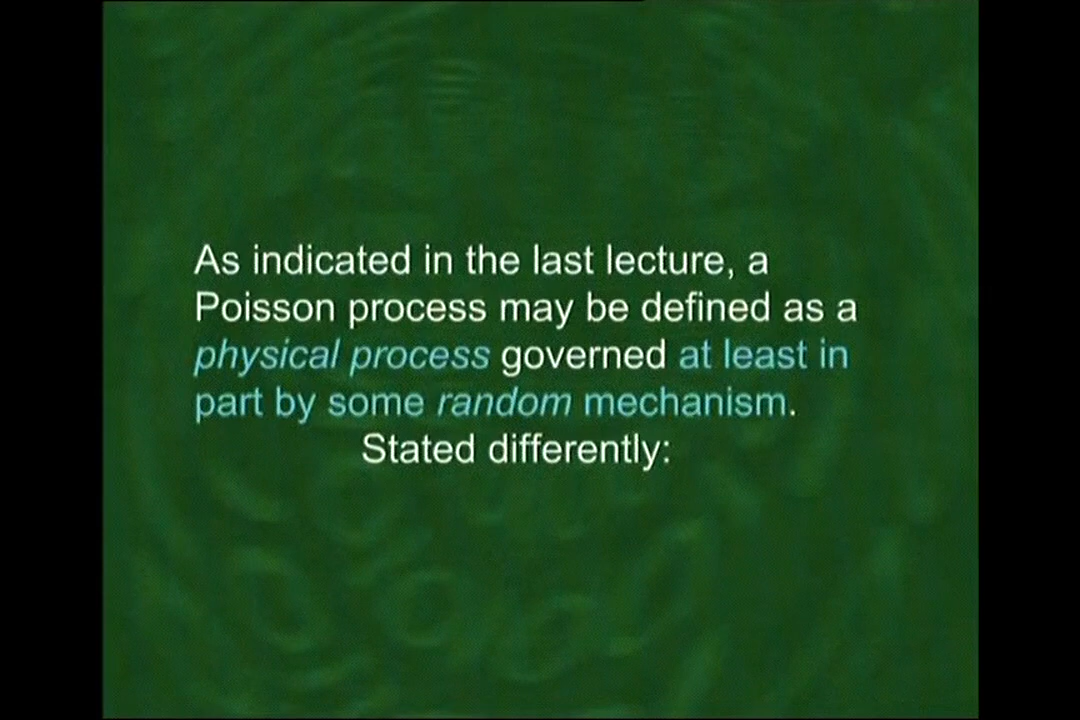 As indicated in the last lecture, a
Poisson process may be defined as a
physical process governed at least in
part by some random mechanism.
Stated differently: